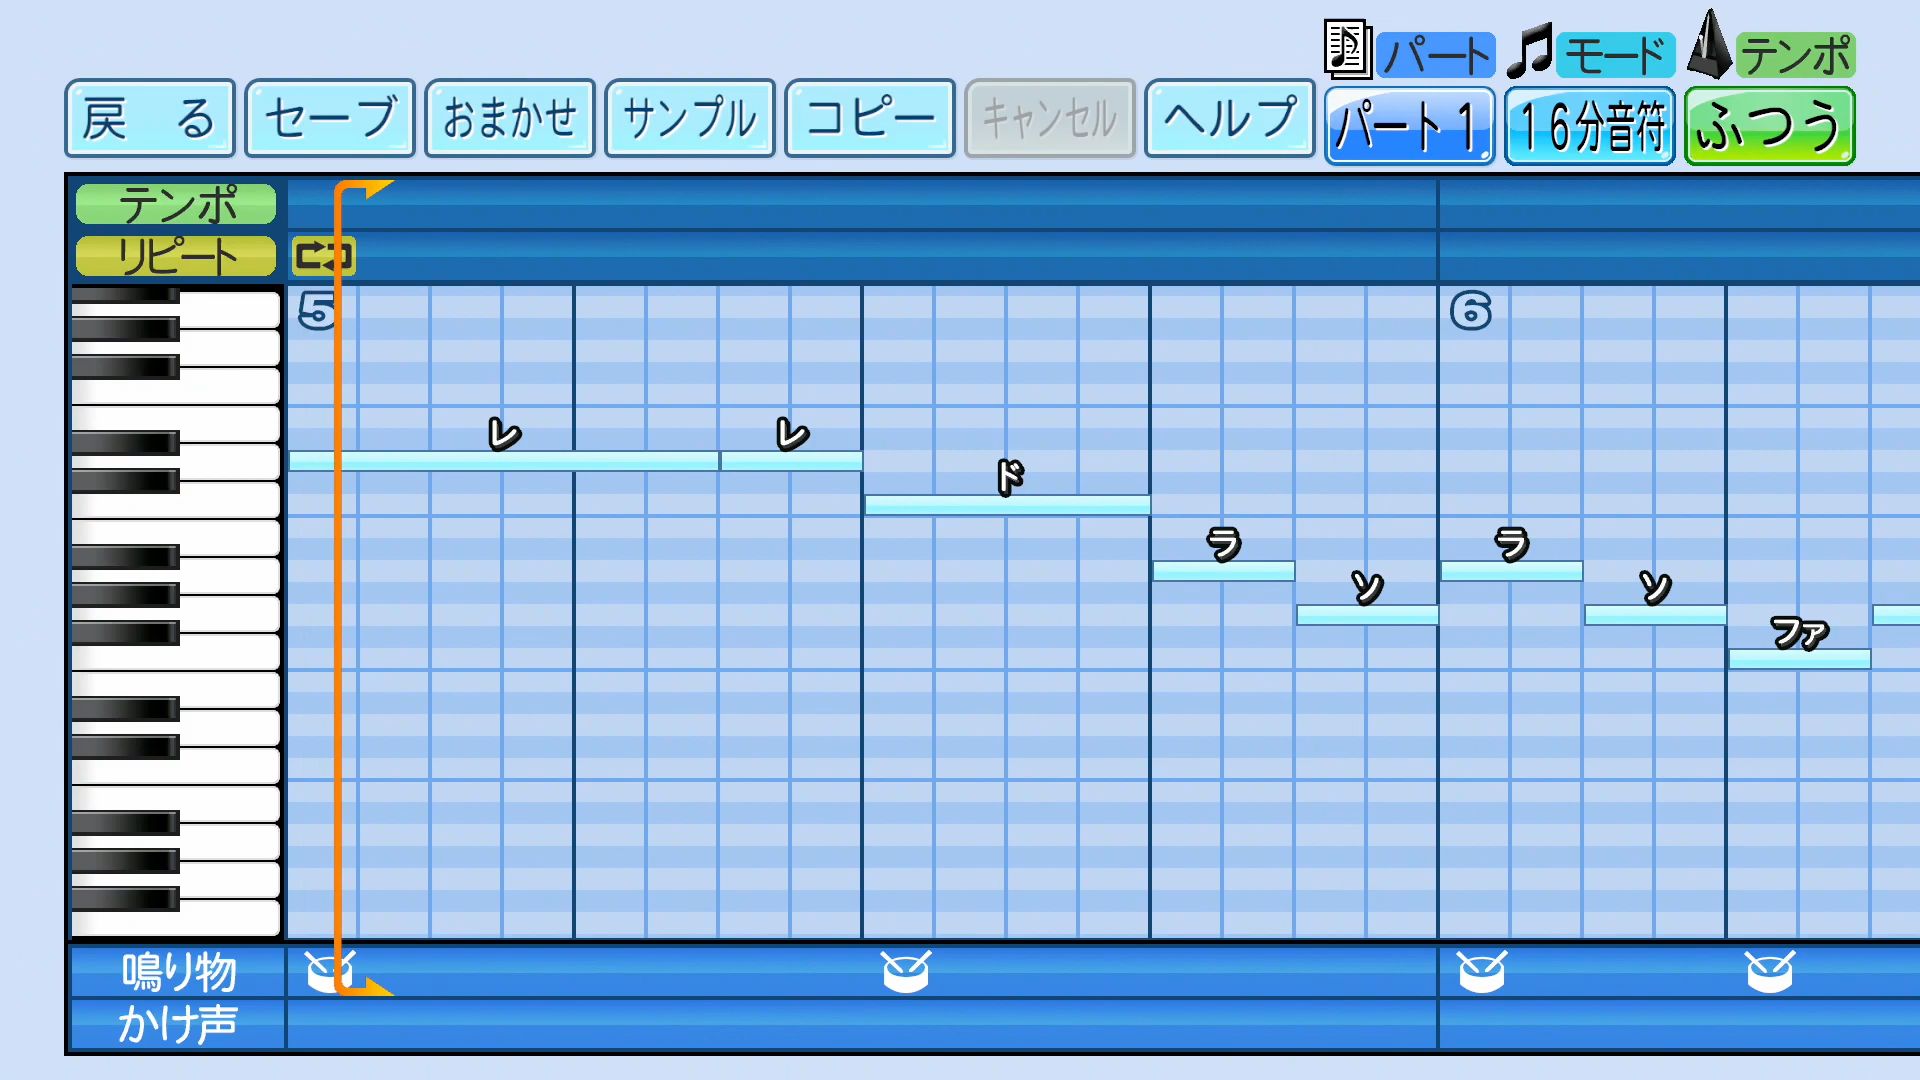 パート モード テンポ
戻る セーブ おまかせ サンプル コピー キャンセル ヘルプ パート1 16分音符 ふつう
テンポ
リピート
5 6
レ レ
ド
ラ ラ
ソ ソ
ファ
鳴り物
かけ声